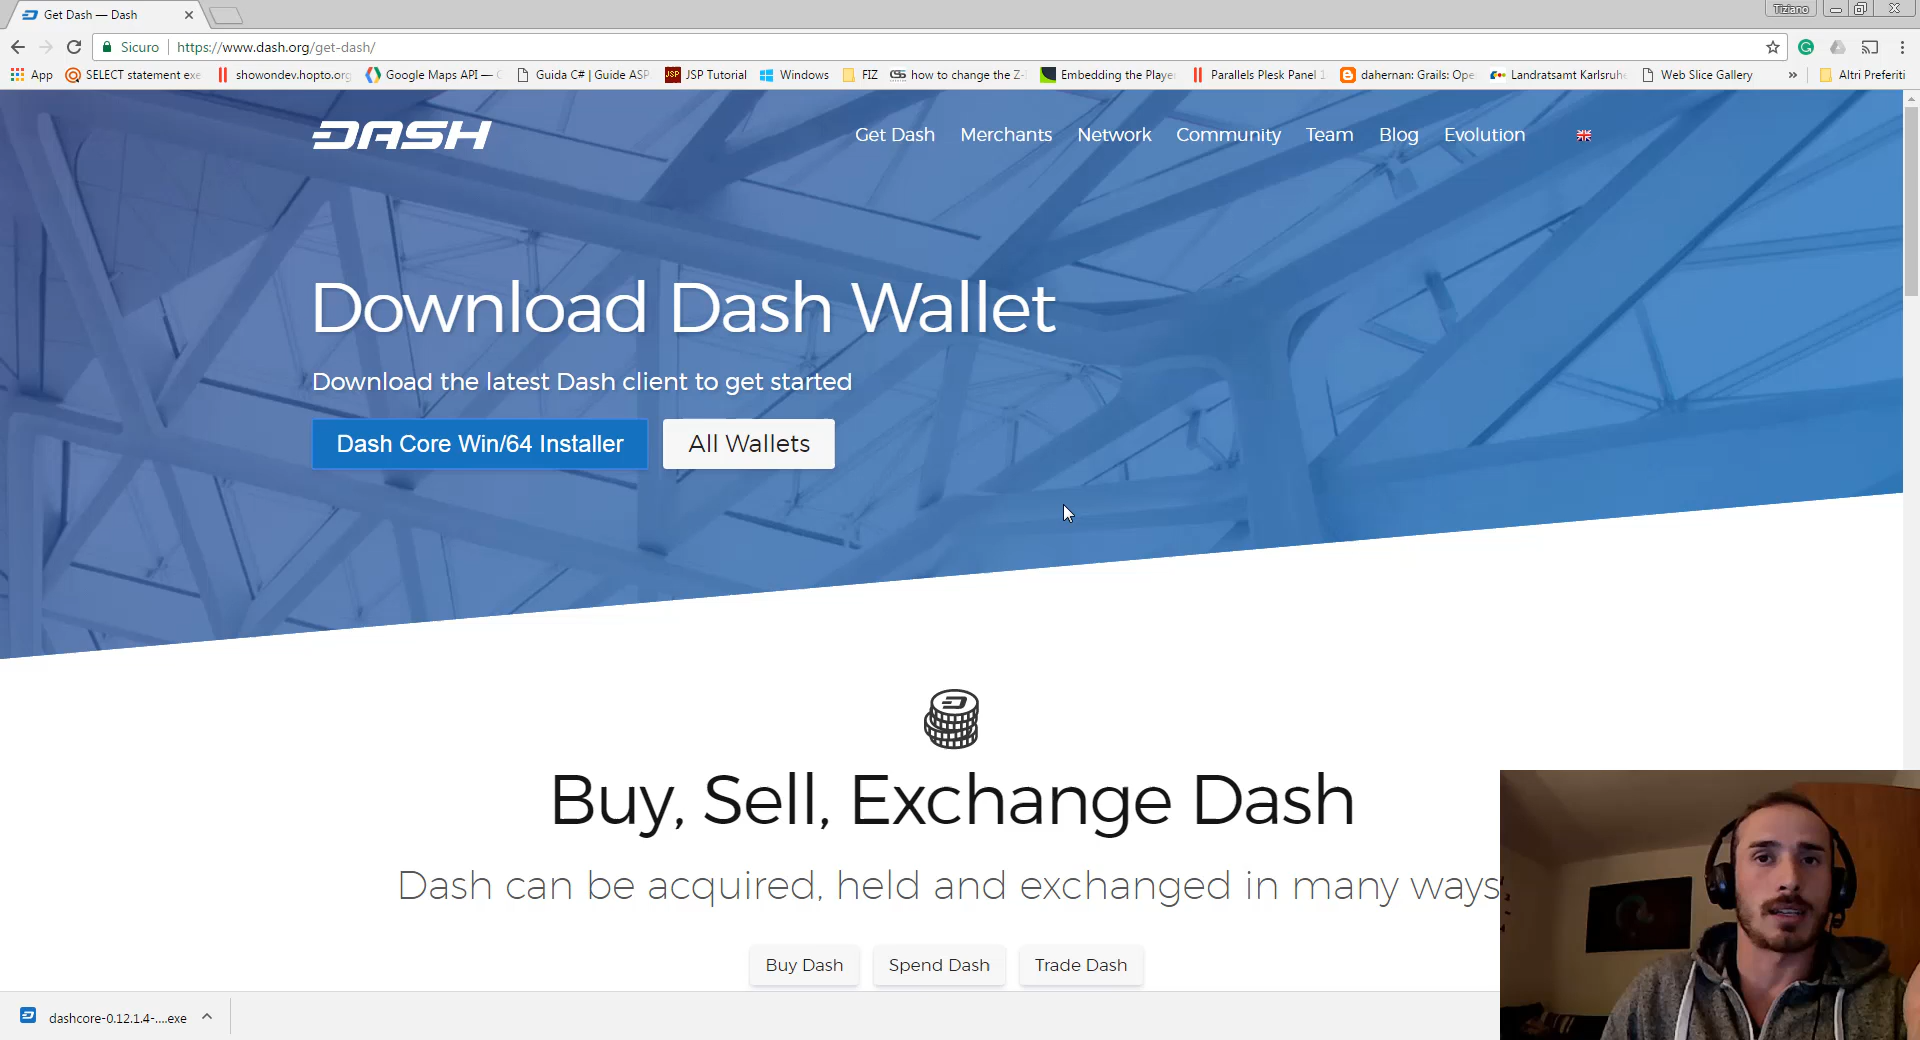 Get Dash — Dash
Tiziano
Sicuro
https://www.dash.org/get-dash/
App
SELECT statement exe
showondev.hopto.org
Google Maps API —
Guida C# | Guide ASP.
JSP Tutorial
Windows
FIZ
how to change the Z-
Embedding the Playe
Parallels Plesk Panel 1
dahernan: Grails: Ope
Landratsamt Karlsruh
Web Slice Gallery
»
Altri Preferiti
DASH
Get Dash
Merchants
Network
Community
Team
Blog
Evolution
Download Dash Wallet
Download the latest Dash client to get started
Dash Core Win/64 Installer
All Wallets
Buy, Sell, Exchange Dash
Dash can be acquired, held and exchanged in many ways
Buy Dash
Spend Dash
Trade Dash
dashcore-0.12.1.4-....exe